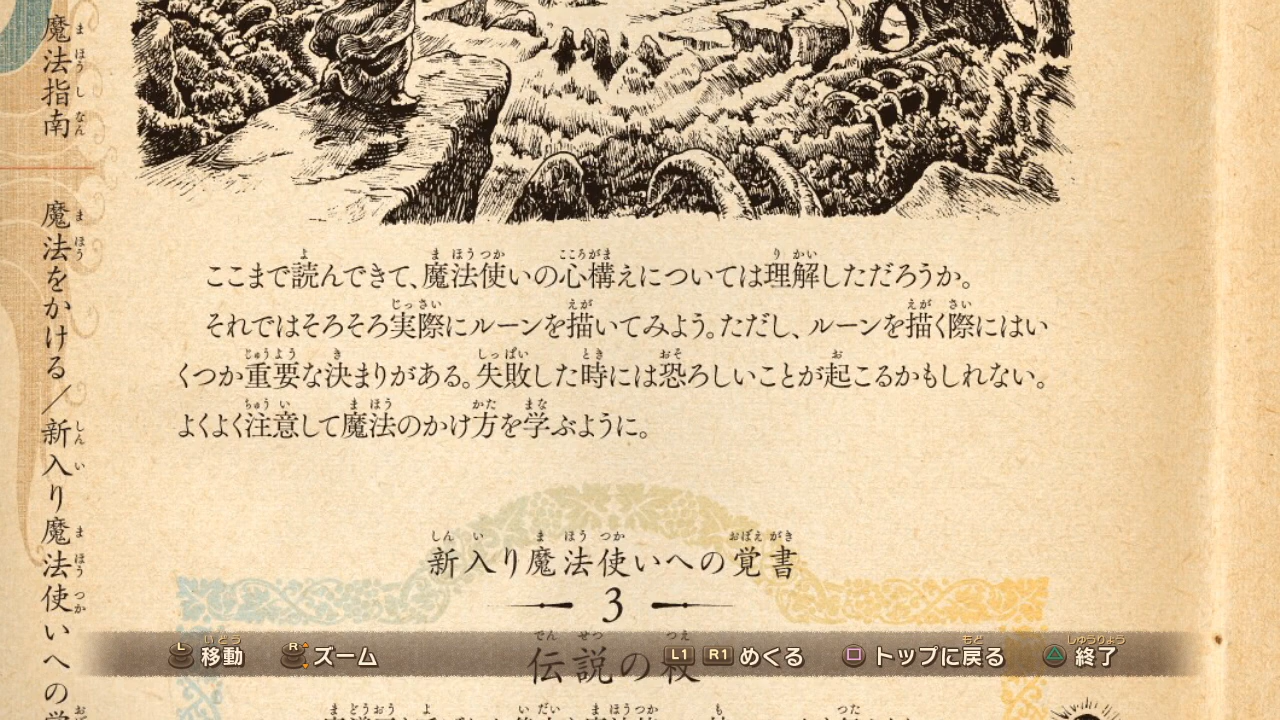 魔法指南
魔法をかける／新入り魔法使いへの
ここまで読んできて、魔法使いの心構えについては理解しただろうか。
それではそろそろ実際にルーンを描いてみよう。ただし、ルーンを描く際にはい
くつか重要な決まりがある。失敗した時には恐ろしいことが起こるかもしれない。
よくよく注意して魔法のかけ方を学ぶように。
新入り魔法使いへの覚書
3
伝説の杖
L 移動 R ズーム L1 R1 めくる トップに戻る 終了